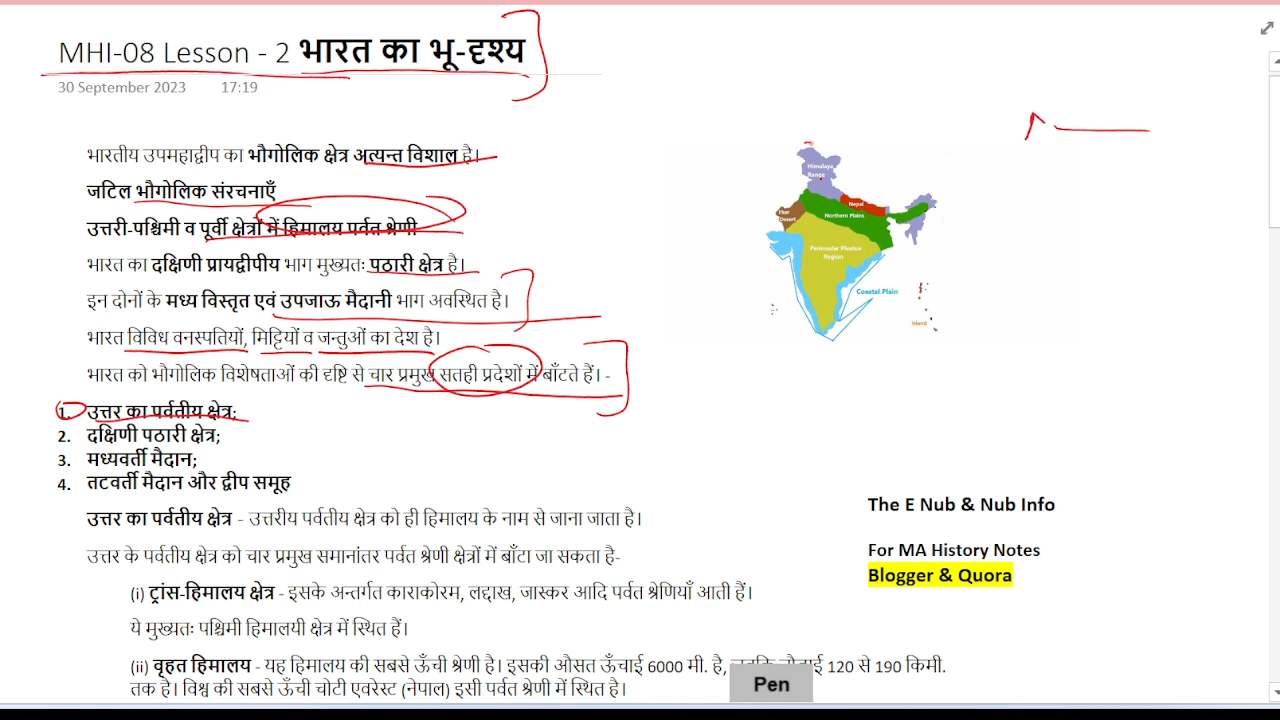 MHI-08 Lesson - 2 भारत का भू-दृश्य
30 September 2023 17:19
भारतीय उपमहाद्वीप का भौगोलिक क्षेत्र अत्यन्त विशाल है।
जटिल भौगोलिक संरचनाएँ
उत्तरी-पश्चिमी व पूर्वी क्षेत्रों में हिमालय पर्वत श्रेणी
भारत का दक्षिणी प्रायद्वीपीय भाग मुख्यतः पठारी क्षेत्र है।
इन दोनों के मध्य विस्तृत एवं उपजाऊ मैदानी भाग अवस्थित है।
भारत विविध वनस्पतियों, मिट्टियों व जन्तुओं का देश है।
भारत को भौगोलिक विशेषताओं की दृष्टि से चार प्रमुख सतही प्रदेशों में बाँटते हैं। -
1. उत्तर का पर्वतीय क्षेत्र;
2. दक्षिणी पठारी क्षेत्र;
3. मध्यवर्ती मैदान;
4. तटवर्ती मैदान और द्वीप समूह
उत्तर का पर्वतीय क्षेत्र - उत्तरीय पर्वतीय क्षेत्र को ही हिमालय के नाम से जाना जाता है।
उत्तर के पर्वतीय क्षेत्र को चार प्रमुख समानांतर पर्वत श्रेणी क्षेत्रों में बाँटा जा सकता है-
(i) ट्रांस-हिमालय क्षेत्र - इसके अन्तर्गत काराकोरम, लद्दाख, जास्कर आदि पर्वत श्रेणियाँ आती हैं।
ये मुख्यतः पश्चिमी हिमालयी क्षेत्र में स्थित हैं।
(ii) वृहत हिमालय - यह हिमालय की सबसे ऊँची श्रेणी है। इसकी औसत ऊँचाई 6000 मी. है, 120 से 190 किमी.
तक है। विश्व की सबसे ऊँची चोटी एवरेस्ट (नेपाल) इसी पर्वत श्रेणी में स्थित है।
Himalaya
Range
Nepal
Thar
Desert
Northern Plains
Peninsular Pleatue
Region
Coastal Plain
Island
The E Nub & Nub Info
For MA History Notes
Blogger & Quora
Pen